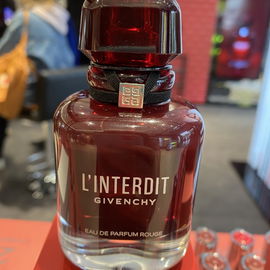 L'INTERDIT
GIVENCHY
EAU DE PARFUM ROUGE